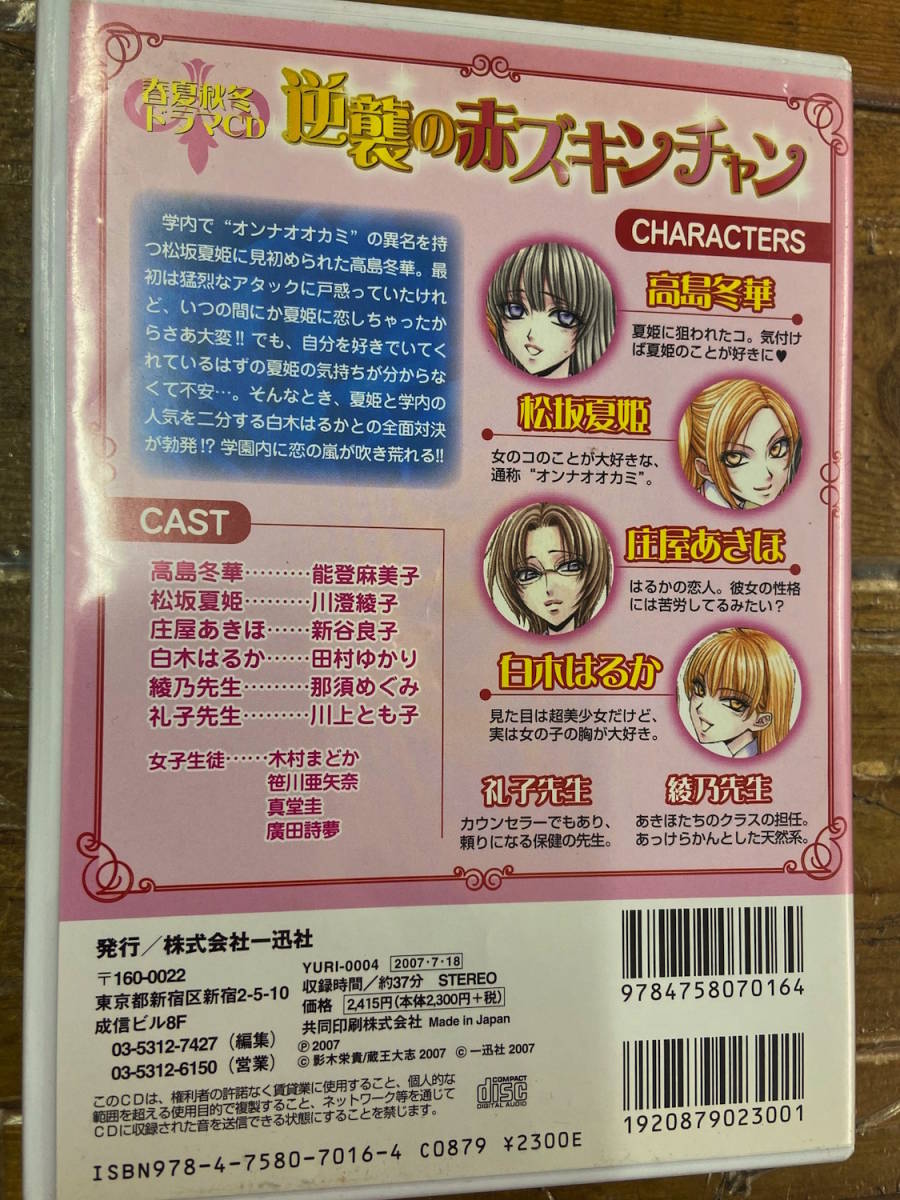 春夏秋冬
ドラマCD
逆襲の赤ズキンチャン
学内で“オンナオオカミ”の異名を持
つ松坂夏姫に見初められた高島冬華。最
初は猛烈なアタックに戸惑っていたけれ
ど、いつの間にか夏姫に恋しちゃったか
らさあ大変!! でも、自分を好きでいてく
れているはずの夏姫の気持ちが分からな
くて不安…。そんなとき、夏姫と学内の
人気を二分する白木はるかとの全面対決
が勃発!? 学園内に恋の嵐が吹き荒れる!!
CHARACTERS
高島冬華
夏姫に狙われたコ。気付け
ば夏姫のことが好きに♥
松坂夏姫
女のコのことが大好きな、
通称“オンナオオカミ”。
庄屋あきほ
はるかの恋人。彼女の性格
には苦労してるみたい？
白木はるか
見た目は超美少女だけど、
実は女の子の胸が大好き。
礼子先生
カウンセラーでもあり、
頼りになる保健の先生。
綾乃先生
あきほたちのクラスの担任。
あっけらかんとした天然系。
CAST
高島冬華………能登麻美子
松坂夏姫………川澄綾子
庄屋あきほ……新谷良子
白木はるか……田村ゆかり
綾乃先生………那須めぐみ
礼子先生………川上とも子
女子生徒……木村まどか
笹川亜矢奈
真堂圭
廣田詩夢
発行／株式会社一迅社
〒160-0022
東京都新宿区新宿2-5-10
成信ビル8F
03-5312-7427（編集）
03-5312-6150（営業）
YURI-0004 2007・7・18
収録時間／約37分 STEREO
価格 2,415円(本体2,300円+税)
共同印刷株式会社 Made in Japan
Ⓟ2007
©影木栄貴/蔵王大志 2007 ©一迅社 2007
このCDは、権利者の許諾なく賃貸業に使用すること、個人的な
範囲を超える使用目的で複製すること、ネットワーク等を通じて
CDに収録された音を送信できる状態にすることを禁じます。
COMPACT
disc
DIGITAL AUDIO
9784758070164
1920879023001
ISBN978-4-7580-7016-4 C0879 ¥2300E